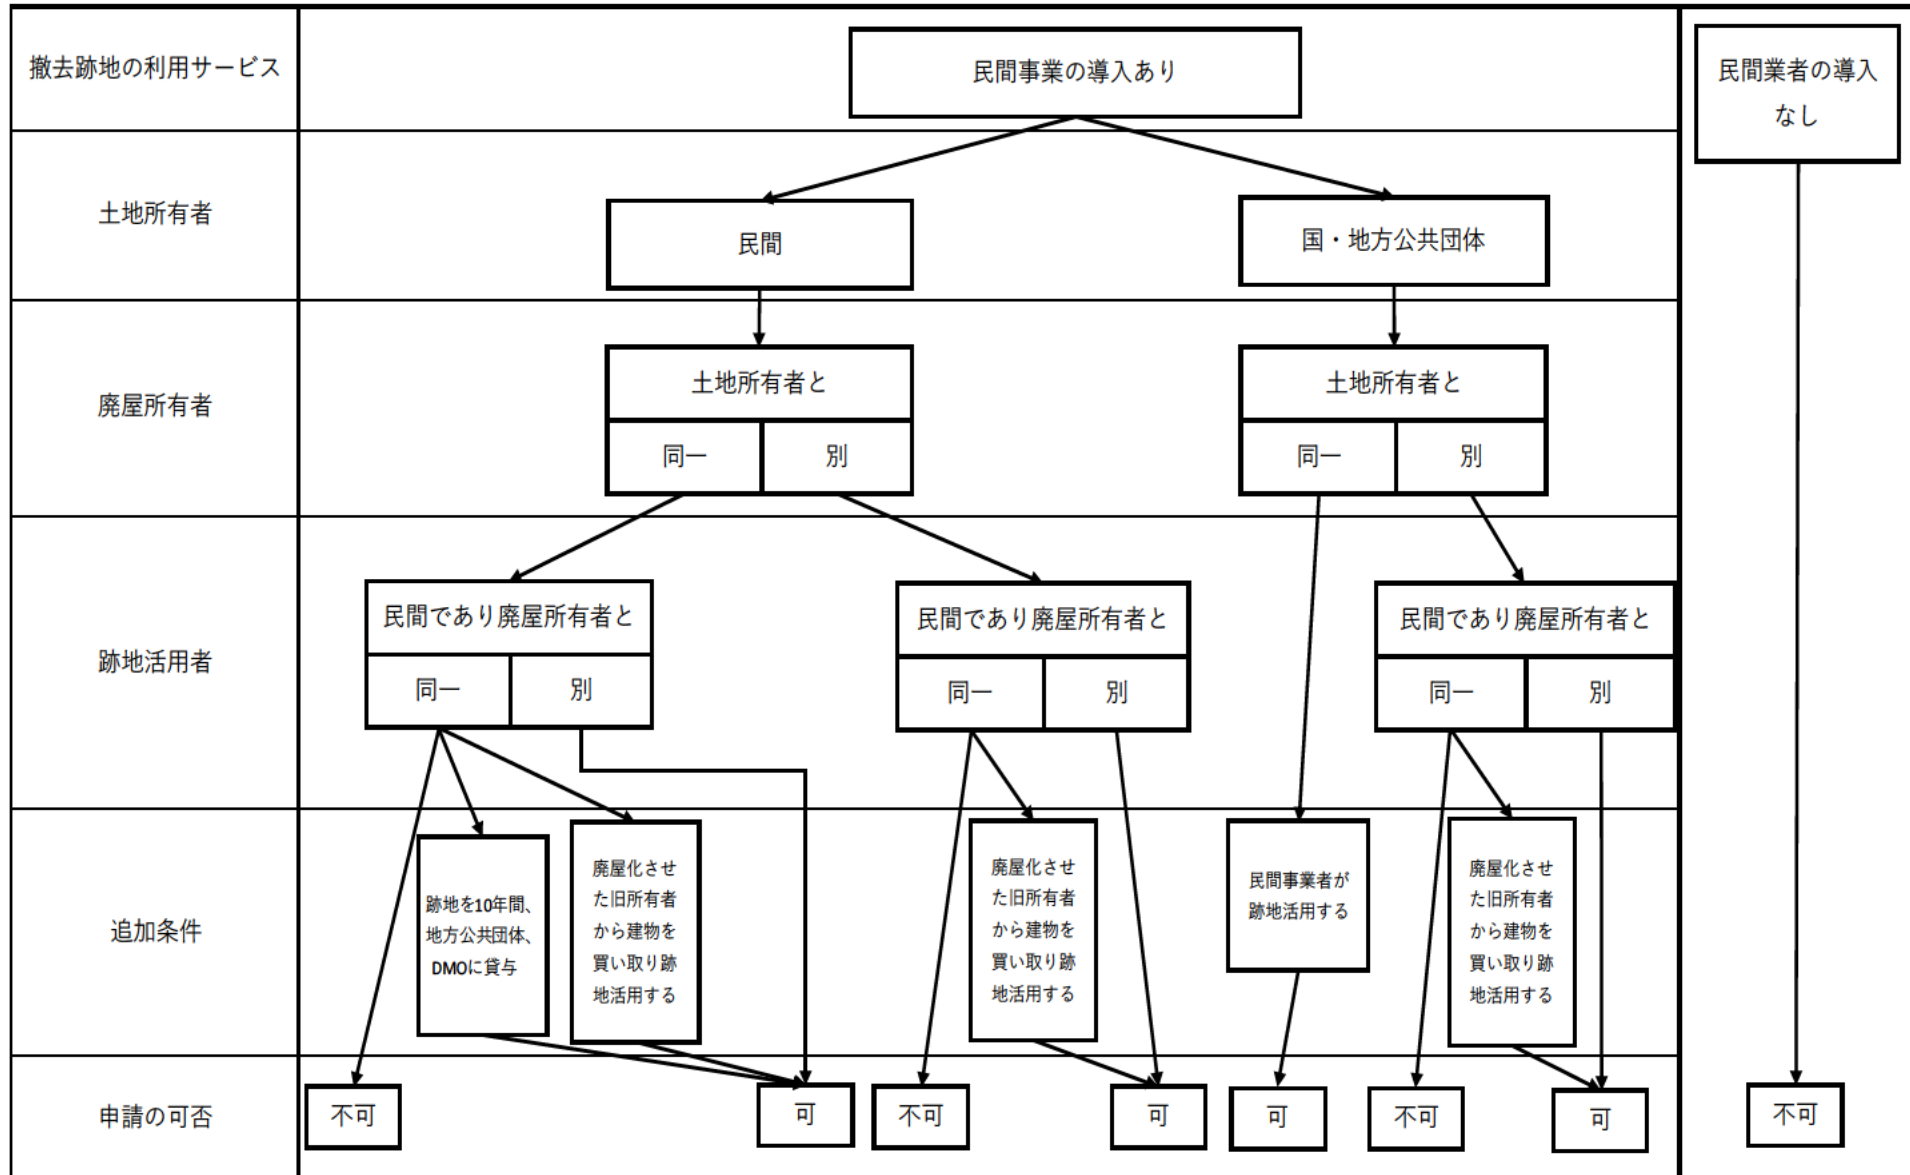 撤去跡地の利用サービス
民間事業の導入あり
民間業者の導入
なし
土地所有者
民間
国・地方公共団体
廃屋所有者
土地所有者と
同一
別
土地所有者と
同一
別
跡地活用者
民間であり廃屋所有者と
同一
別
民間であり廃屋所有者と
同一
別
民間であり廃屋所有者と
同一
別
追加条件
跡地を10年間、
地方公共団体、
DMOに貸与
廃屋化させ
た旧所有者
から建物を
買い取り跡
地活用する
廃屋化させ
た旧所有者
から建物を
買い取り跡
地活用する
民間事業者が
跡地活用する
廃屋化させ
た旧所有者
から建物を
買い取り跡
地活用する
申請の可否
不可
可
不可
可
可
不可
可
不可